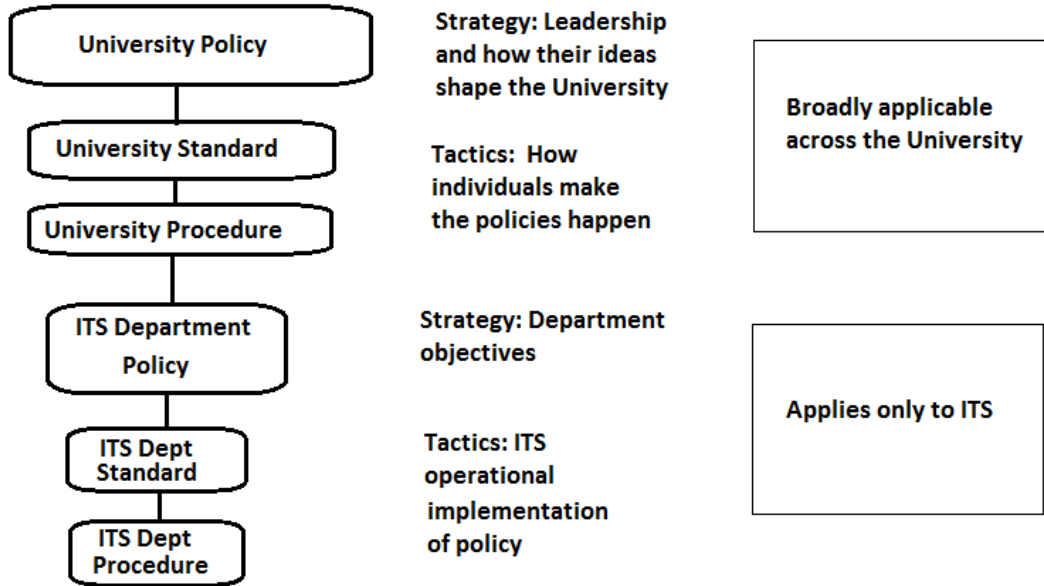 University Policy
Strategy: Leadership
and how their ideas
shape the University
University Standard
University Procedure
Tactics: How
individuals make
the policies happen
Broadly applicable
across the University
ITS Department
Policy
Strategy: Department
objectives
ITS Dept
Standard
ITS Dept
Procedure
Tactics: ITS
operational
implementation
of policy
Applies only to ITS